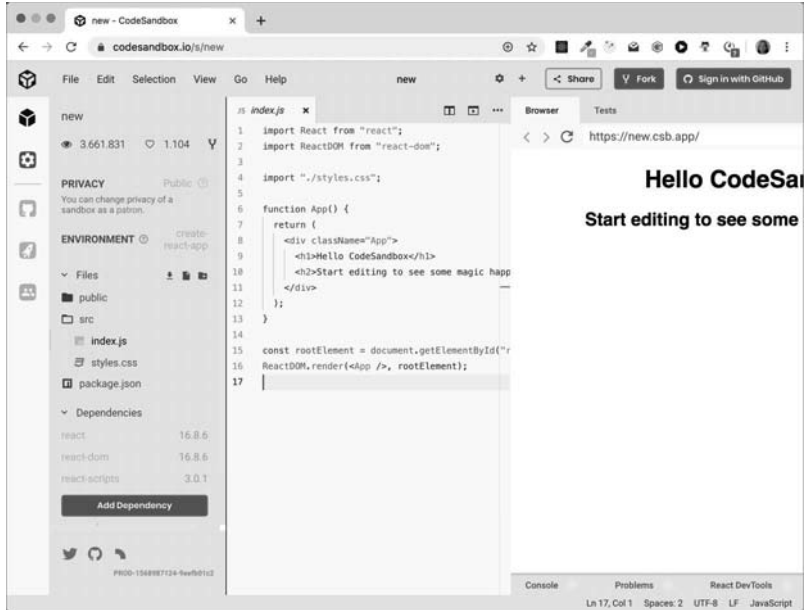 new - CodeSandbox
codesandbox.io/s/new
File Edit Selection View Go Help new Share Fork Sign in with GitHub
new
3.661.831 1.104
PRIVACY Public
You can change privacy of a
sandbox as a patron.
ENVIRONMENT create-
react-app
Files
public
src
index.js
styles.css
package.json
Dependencies
react 16.8.6
react-dom 16.8.6
react-scripts 3.0.1
Add Dependency
JS index.js
1 import React from "react";
2 import ReactDOM from "react-dom";
3
4 import "./styles.css";
5
6 function App() {
7 return (
8 <div className="App">
9 <h1>Hello CodeSandbox</h1>
10 <h2>Start editing to see some magic happ
11 </div>
12 );
13 }
14
15 const rootElement = document.getElementById("r
16 ReactDOM.render(<App />, rootElement);
17
Browser Tests
https://new.csb.app/
Hello CodeSa
Start editing to see some
Console Problems React DevTools
Ln 17, Col 1 Spaces: 2 UTF-8 LF JavaScript